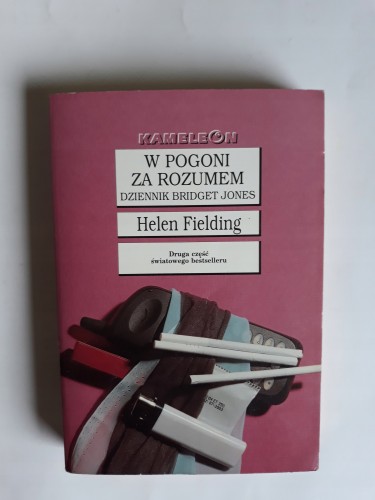 KAMELEON
W POGONI
ZA ROZUMEM
DZIENNIK BRIDGET JONES
Helen Fielding
Druga część
światowego bestselleru